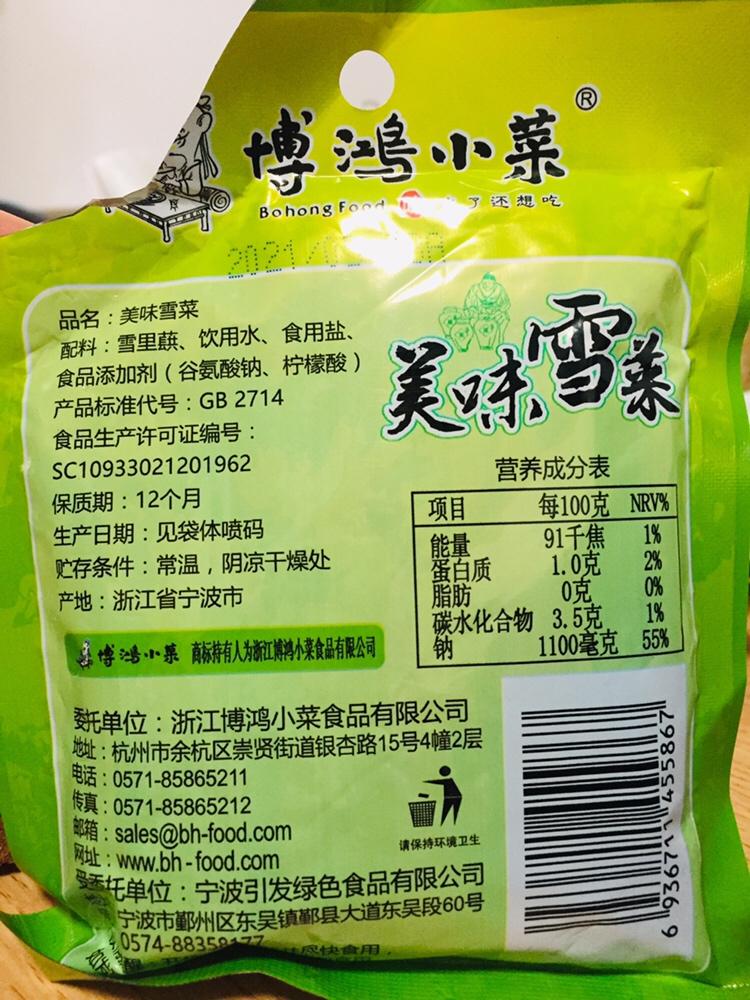 博鸿小菜®
Bohong Food
了还想吃
2021/0
品名：美味雪菜
配料：雪里蕻、饮用水、食用盐、
食品添加剂（谷氨酸钠、柠檬酸）
产品标准代号：GB 2714
食品生产许可证编号：
SC10933021201962
保质期：12个月
生产日期：见袋体喷码
贮存条件：常温，阴凉干燥处
产地：浙江省宁波市
美味雪菜
营养成分表
项目 每100克 NRV%
能量 91千焦 1%
蛋白质 1.0克 2%
脂肪 0克 0%
碳水化合物 3.5克 1%
钠 1100毫克 55%
博鸿小菜 商标持有人为浙江博鸿小菜食品有限公司
委托单位：浙江博鸿小菜食品有限公司
地址：杭州市余杭区崇贤街道银杏路15号4幢2层
电话：0571-85865211
传真：0571-85865212
邮箱：sales@bh-food.com
网址：www.bh-food.com
请保持环境卫生
受委托单位：宁波引发绿色食品有限公司
宁波市鄞州区东吴镇鄞县大道东吴段60号
0574-88358177
尽快食用，
6 936711 455867